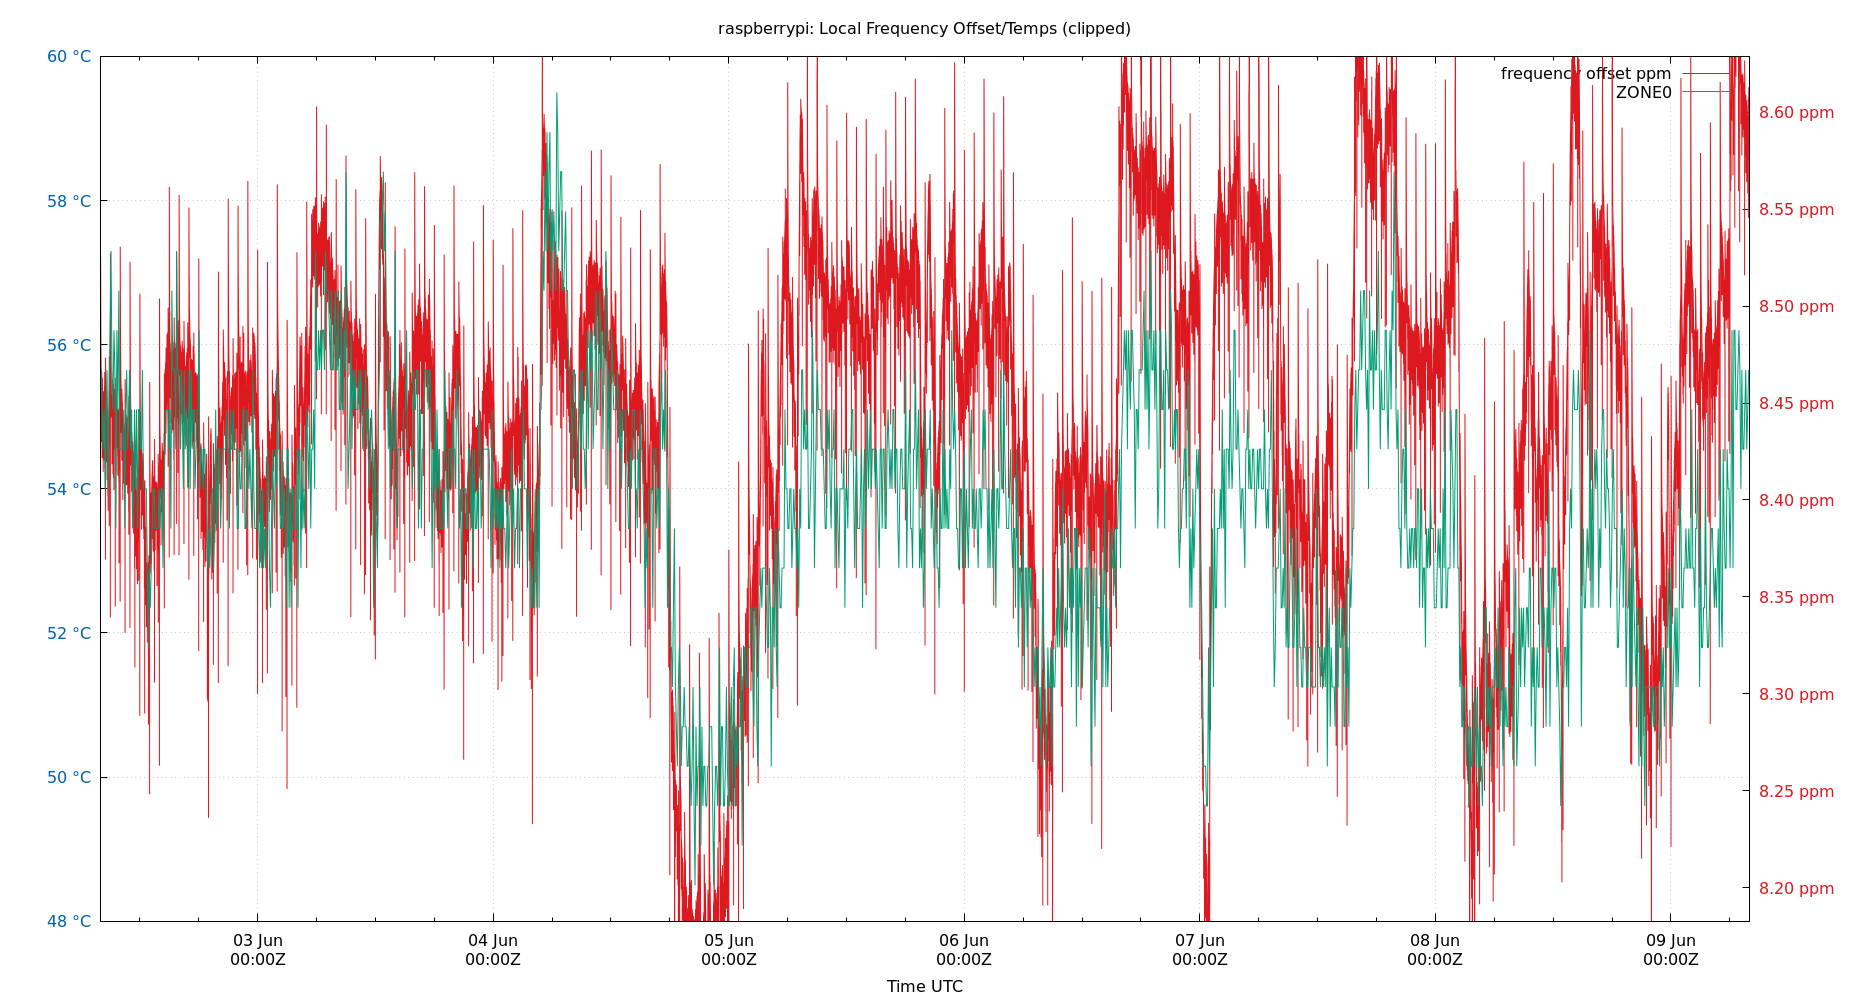 raspberrypi: Local Frequency Offset/Temps (clipped)
frequency offset ppm
ZONE0
60 °C
58 °C
56 °C
54 °C
52 °C
50 °C
48 °C
8.60 ppm
8.55 ppm
8.50 ppm
8.45 ppm
8.40 ppm
8.35 ppm
8.30 ppm
8.25 ppm
8.20 ppm
03 Jun 04 Jun 05 Jun 06 Jun 07 Jun 08 Jun 09 Jun
00:00Z 00:00Z 00:00Z 00:00Z 00:00Z 00:00Z 00:00Z
Time UTC